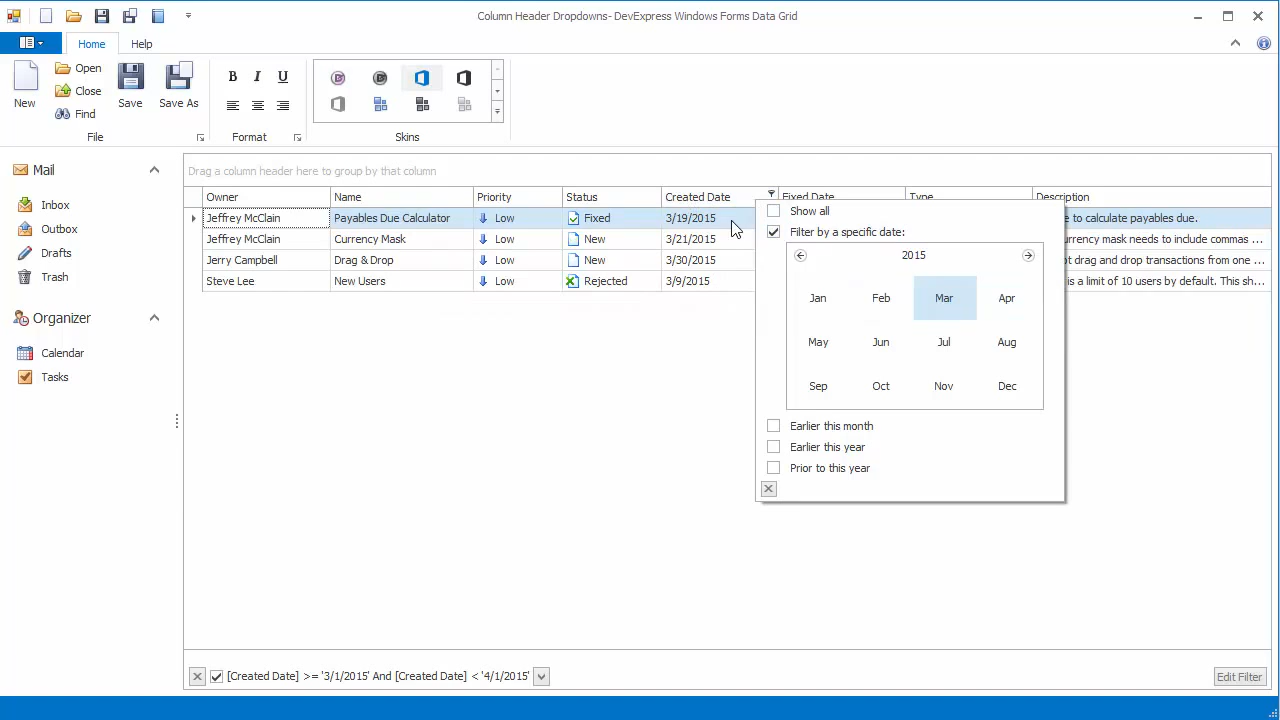 Column Header Dropdowns- DevExpress Windows Forms Data Grid
Home Help
New Open Close Find Save Save As
B I U
File Format Skins
Mail
Inbox
Outbox
Drafts
Trash
Organizer
Calendar
Tasks
Drag a column header here to group by that column
Owner Name Priority Status Created Date Fixed Date Type Description
Jeffrey McClain Payables Due Calculator Low Fixed 3/19/2015 e to calculate payables due.
Jeffrey McClain Currency Mask Low New 3/21/2015 urrency mask needs to include commas ...
Jerry Campbell Drag & Drop Low New 3/30/2015 ot drag and drop transactions from one ...
Steve Lee New Users Low Rejected 3/9/2015 is a limit of 10 users by default. This sh...
Show all
Filter by a specific date:
2015
Jan Feb Mar Apr
May Jun Jul Aug
Sep Oct Nov Dec
Earlier this month
Earlier this year
Prior to this year
[Created Date] >= '3/1/2015' And [Created Date] < '4/1/2015'
Edit Filter